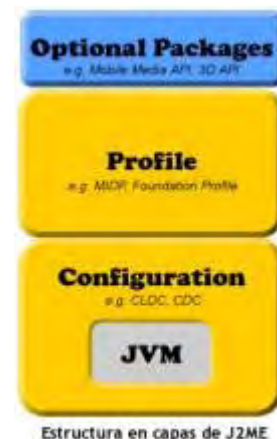 Optional Packages
e.g. Mobile Media API, 3D API
Profile
e.g. MIDP, Foundation Profile
Configuration
e.g. CLDC, CDC
JVM
Estructura en capas de J2ME